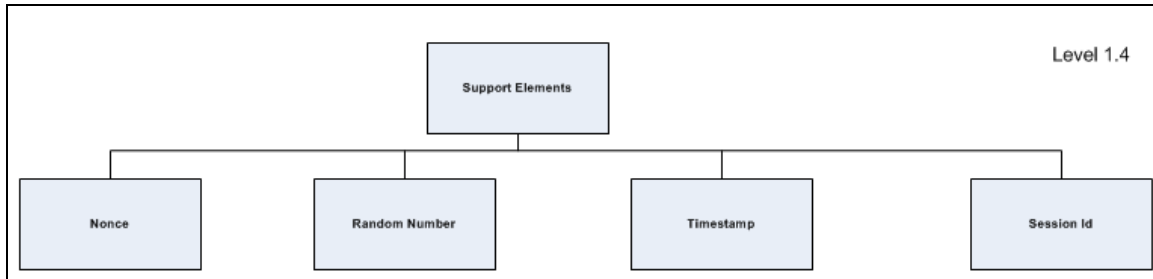 Level 1.4
Support Elements
Nonce
Random Number
Timestamp
Session Id